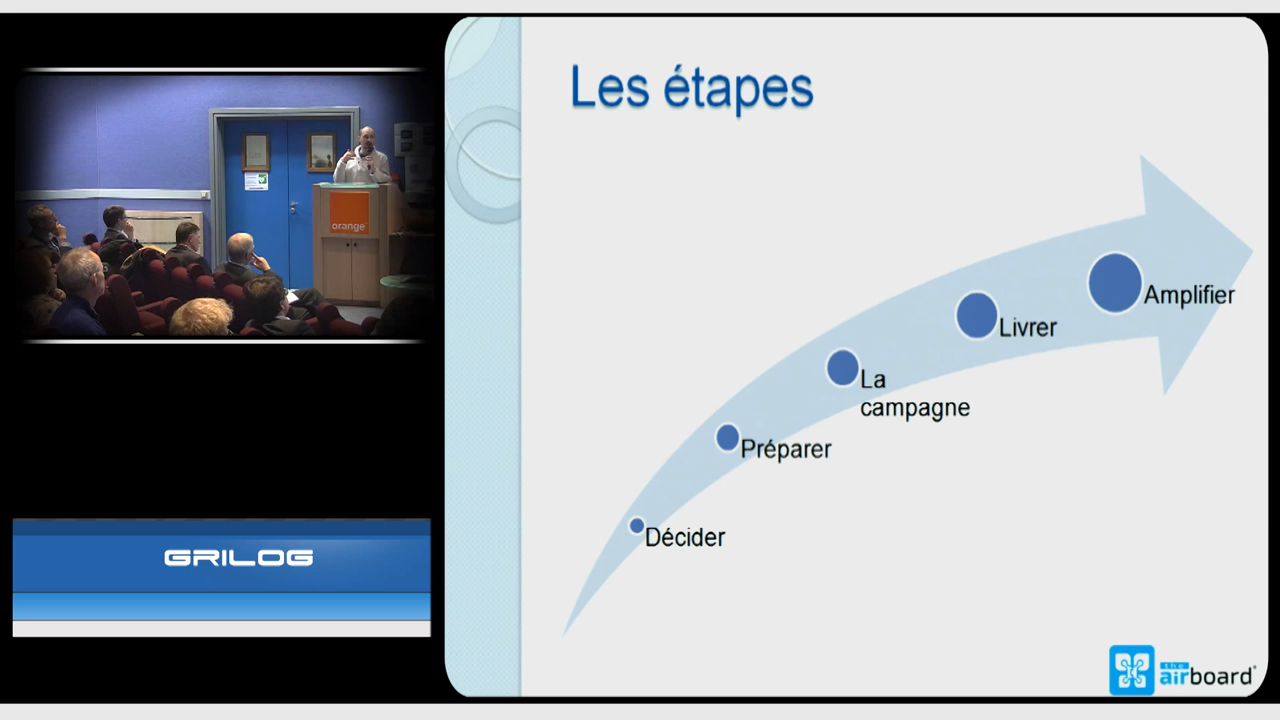 orange
GRILOG
Les étapes
Décider
Préparer
La
campagne
Livrer
Amplifier
the
airboard